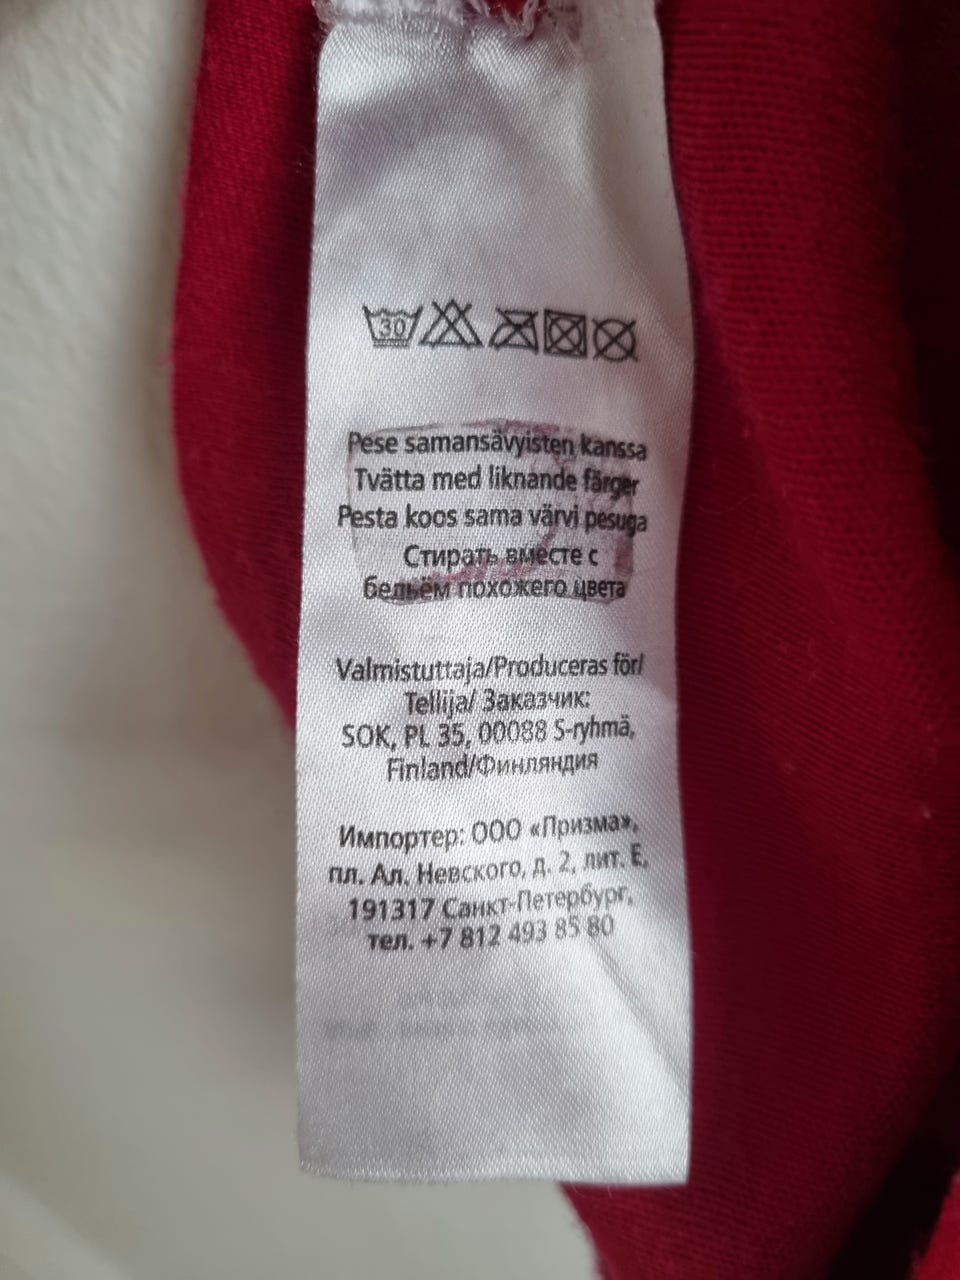 30
Pese samansävyisten kanssa
Tvätta med liknande färger
Pesta koos sama värvi pesuga
Стирать вместе с
бельём похожего цвета
Valmistuttaja/Produceras för/
Tellija/ Заказчик:
SOK, PL 35, 00088 S-ryhmä,
Finland/Финляндия
Импортер: ООО «Призма»,
пл. Ал. Невского, д. 2, лит. Е,
191317 Санкт-Петербург,
тел. +7 812 493 85 80